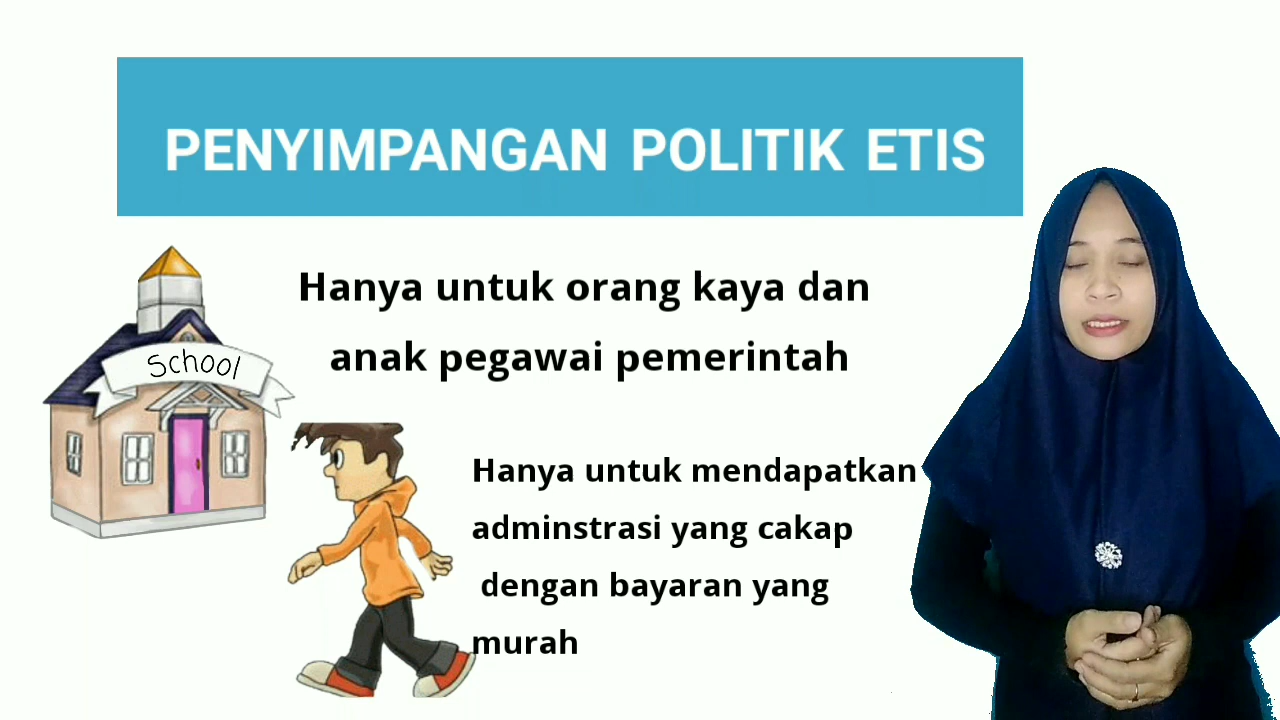 PENYIMPANGAN POLITIK ETIS
School
Hanya untuk orang kaya dan
anak pegawai pemerintah
Hanya untuk mendapatkan
adminstrasi yang cakap
dengan bayaran yang
murah